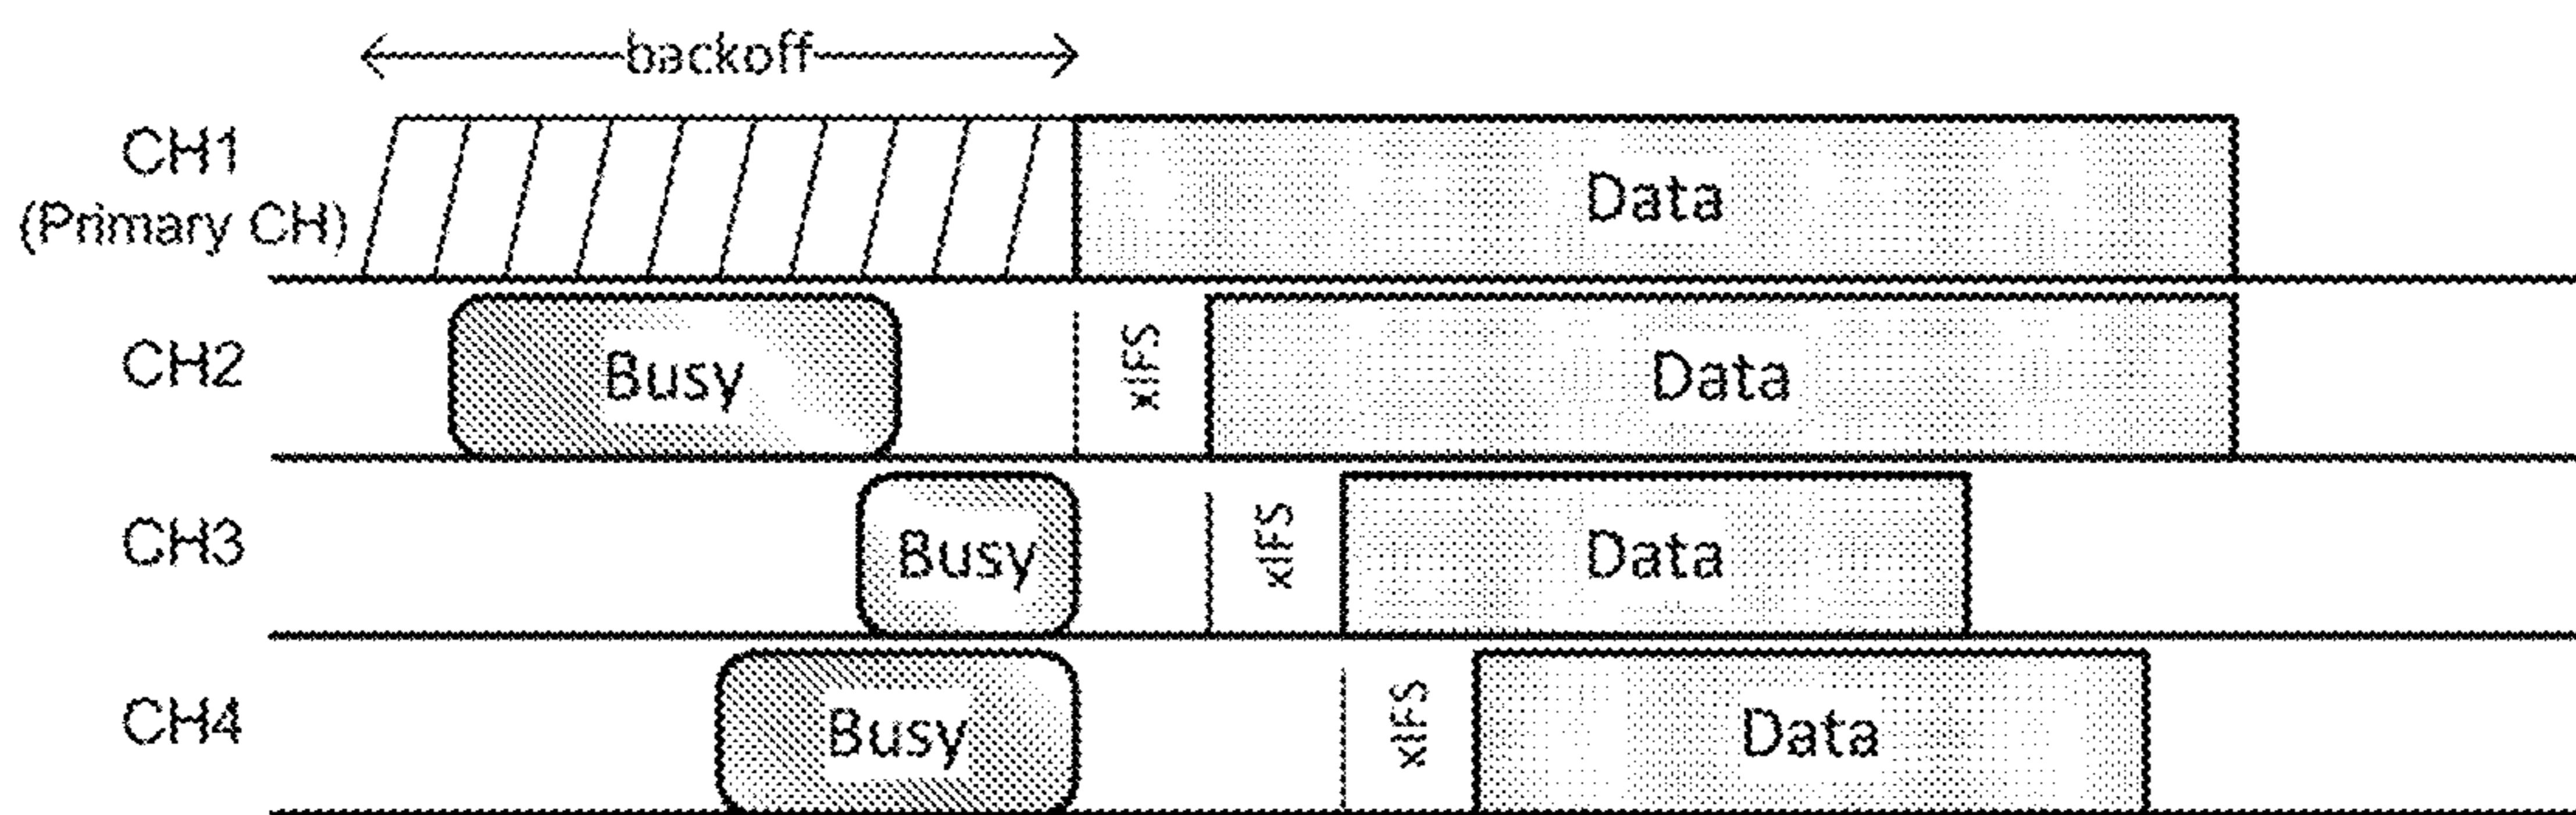 backoff
CH1
(Primary CH)
Data
CH2
Busy
xIFS
Data
CH3
Busy
xIFS
Data
CH4
Busy
xIFS
Data